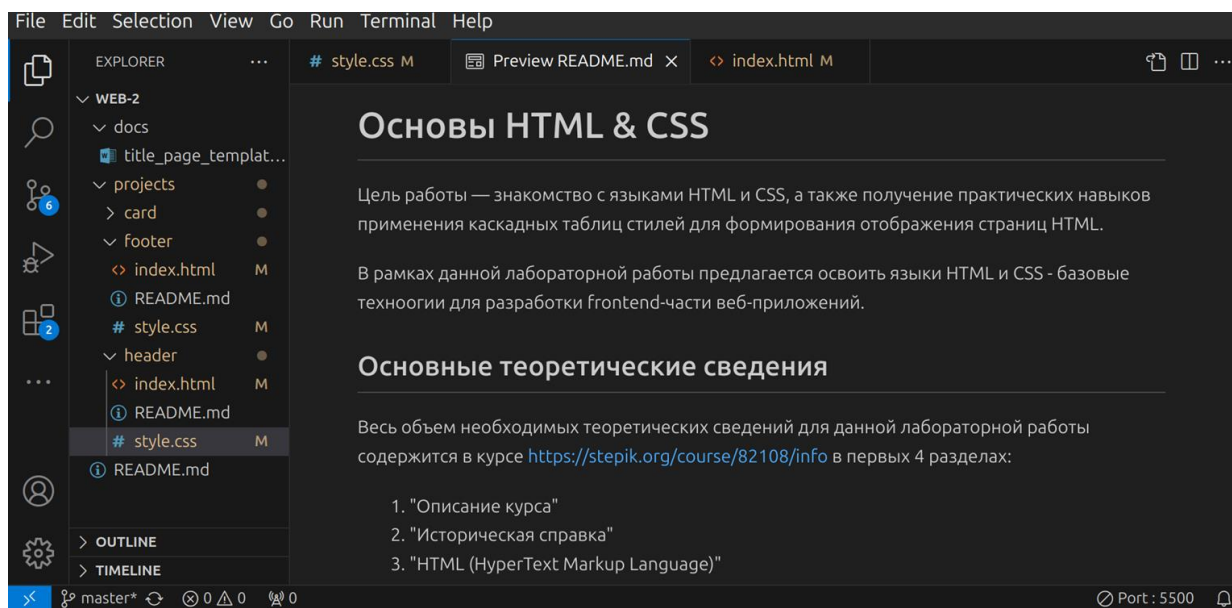 File Edit Selection View Go Run Terminal Help
EXPLORER ...
WEB-2
docs
title_page_templat...
projects
card
footer
index.html M
README.md
style.css M
header
index.html M
README.md
style.css M
README.md
OUTLINE
TIMELINE
6
2
# style.css M
Preview README.md
index.html M
Основы HTML & CSS
Цель работы — знакомство с языками HTML и CSS, а также получение практических навыков
применения каскадных таблиц стилей для формирования отображения страниц HTML.
В рамках данной лабораторной работы предлагается освоить языки HTML и CSS - базовые
техноогии для разработки frontend-части веб-приложений.
Основные теоретические сведения
Весь объем необходимых теоретических сведений для данной лабораторной работы
содержится в курсе https://stepik.org/course/82108/info в первых 4 разделах:
1. "Описание курса"
2. "Историческая справка"
3. "HTML (HyperText Markup Language)"
master* 0 0 0 Port : 5500